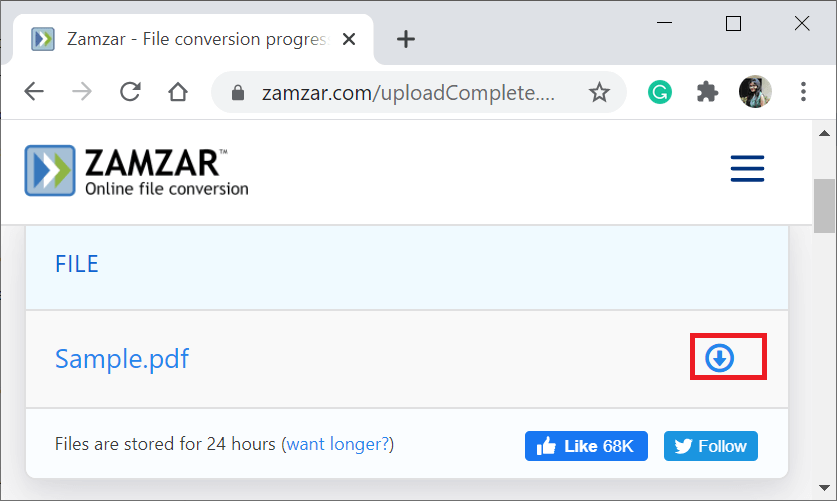 Zamzar - File conversion progres
zamzar.com/uploadComplete....
ZAMZAR™
Online file conversion
FILE
Sample.pdf
Files are stored for 24 hours (want longer?)
Like 68K
Follow